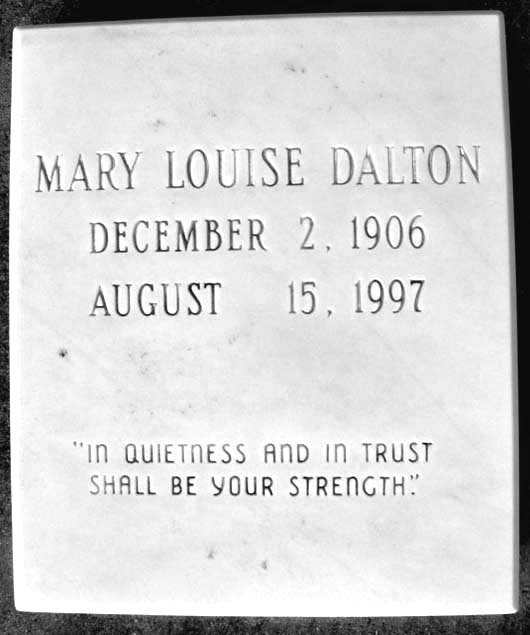 MARY LOUISE DALTON
DECEMBER 2, 1906
AUGUST 15, 1997
"IN QUIETNESS AND IN TRUST
SHALL BE YOUR STRENGTH."